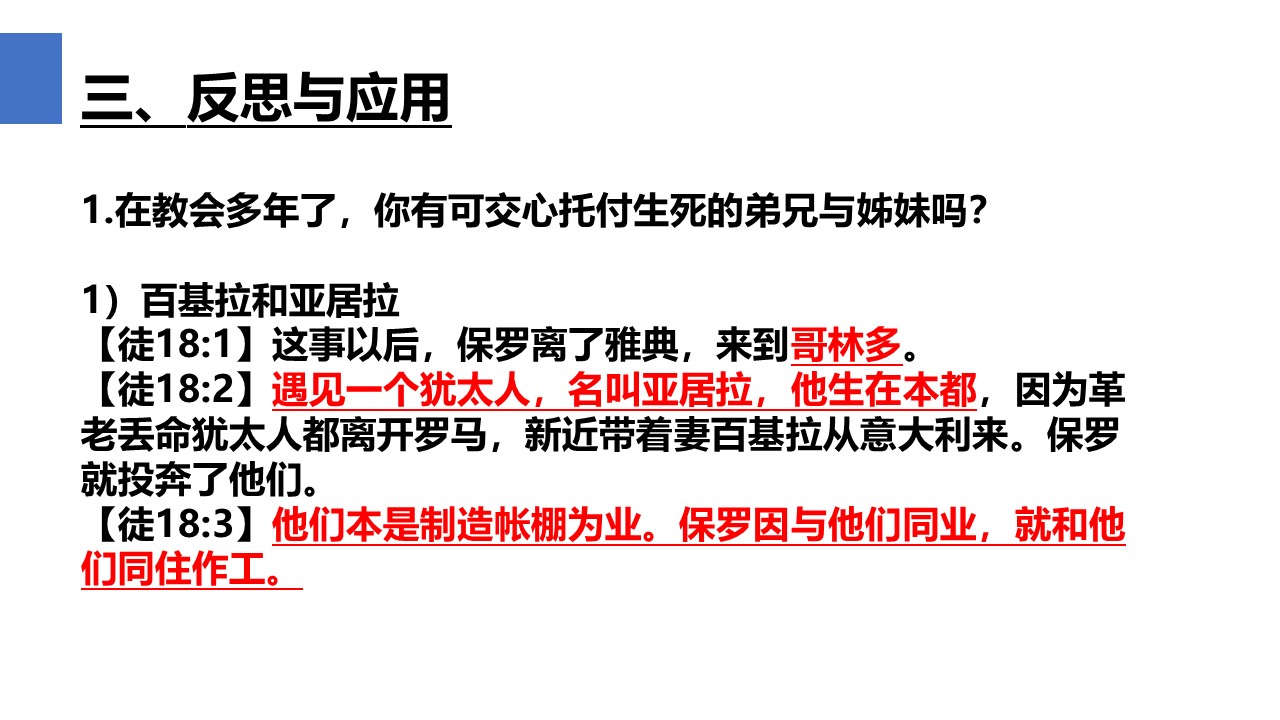 三、反思与应用
1.在教会多年了，你有可交心托付生死的弟兄与姊妹吗？
1）百基拉和亚居拉
【徒18:1】这事以后，保罗离了雅典，来到哥林多。
【徒18:2】遇见一个犹太人，名叫亚居拉，他生在本都，因为革
老丢命犹太人都离开罗马，新近带着妻百基拉从意大利来。保罗
就投奔了他们。
【徒18:3】他们本是制造帐棚为业。保罗因与他们同业，就和他
们同住作工。